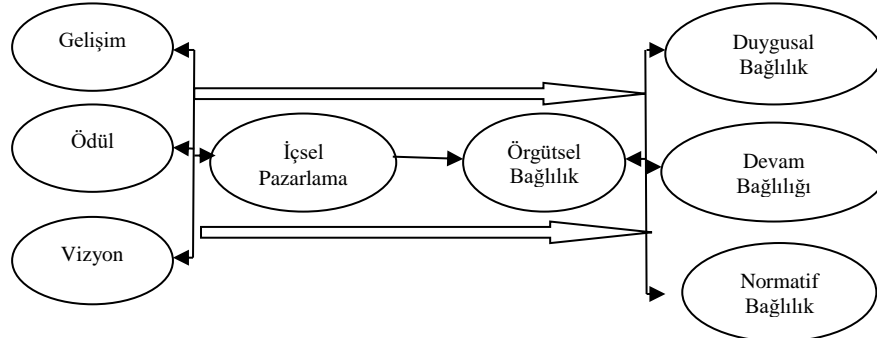 Gelişim
Ödül
Vizyon
İçsel
Pazarlama
Örgütsel
Bağlılık
Duygusal
Bağlılık
Devam
Bağlılığı
Normatif
Bağlılık